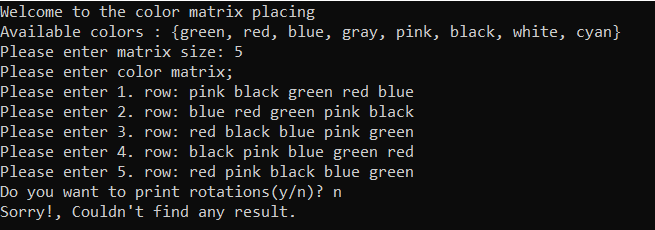 Welcome to the color matrix placing
Available colors : {green, red, blue, gray, pink, black, white, cyan}
Please enter matrix size: 5
Please enter color matrix;
Please enter 1. row: pink black green red blue
Please enter 2. row: blue red green pink black
Please enter 3. row: red black blue pink green
Please enter 4. row: black pink blue green red
Please enter 5. row: red pink black blue green
Do you want to print rotations(y/n)? n
Sorry!, Couldn't find any result.